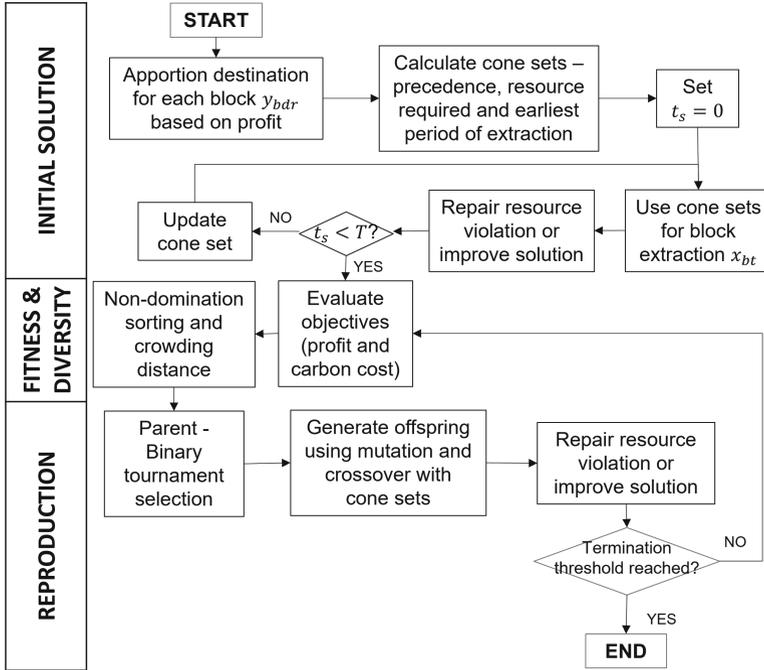 INITIAL SOLUTION
START
Apportion destination
for each block y_bdr
based on profit
Calculate cone sets –
precedence, resource
required and earliest
period of extraction
Set
t_s = 0
Use cone sets
for block
extraction x_bt
Repair resource
violation or
improve solution
t_s < T?
NO
Update
cone set
YES
FITNESS &
DIVERSITY
Evaluate
objectives
(profit and
carbon cost)
Non-domination
sorting and
crowding
distance
REPRODUCTION
Parent -
Binary
tournament
selection
Generate offspring
using mutation and
crossover with
cone sets
Repair resource
violation or
improve solution
Termination
threshold reached?
NO
YES
END